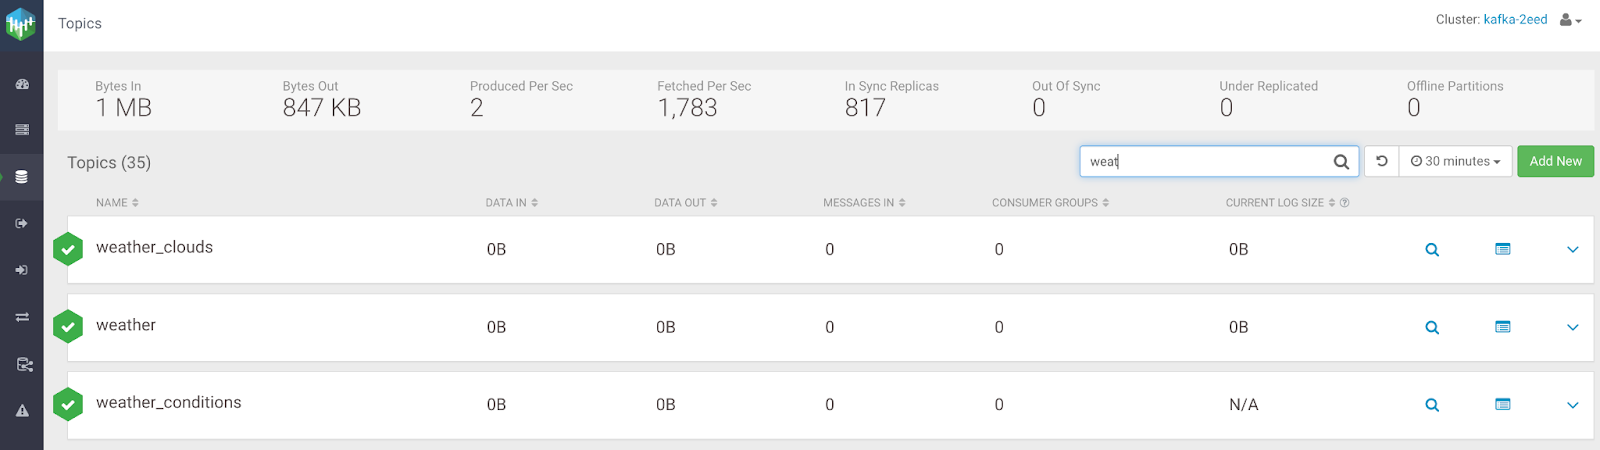 Topics
Cluster: kafka-2eed
Bytes In Bytes Out Produced Per Sec Fetched Per Sec In Sync Replicas Out Of Sync Under Replicated Offline Partitions
1 MB 847 KB 2 1,783 817 0 0 0
Topics (35) weat 30 minutes Add New
NAME DATA IN DATA OUT MESSAGES IN CONSUMER GROUPS CURRENT LOG SIZE
weather_clouds 0B 0B 0 0 0B
weather 0B 0B 0 0 0B
weather_conditions 0B 0B 0 0 N/A